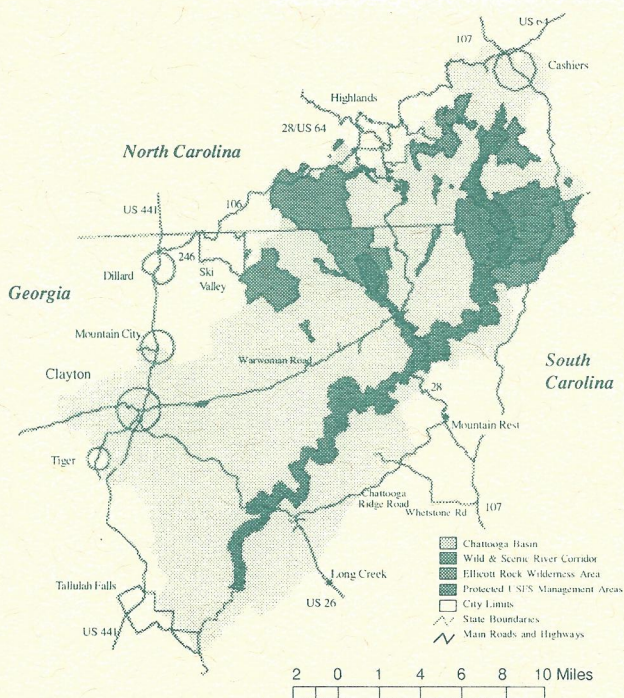 US 64
107
Cashiers
Highlands
28/US 64
North Carolina
106
US 441
246
Ski
Valley
Dillard
Georgia
Mountain City
Warwoman Road
South
Carolina
Clayton
28
Mountain Rest
Tiger
Chattooga
Ridge Road
Whetstone Rd
107
Long Creek
US 26
Tallulah Falls
US 441
Chattooga Basin
Wild & Scenic River Corridor
Ellicott Rock Wilderness Area
Protected USFS Management Areas
City Limits
State Boundaries
Main Roads and Highways
2 0 2 4 6 8 10 Miles